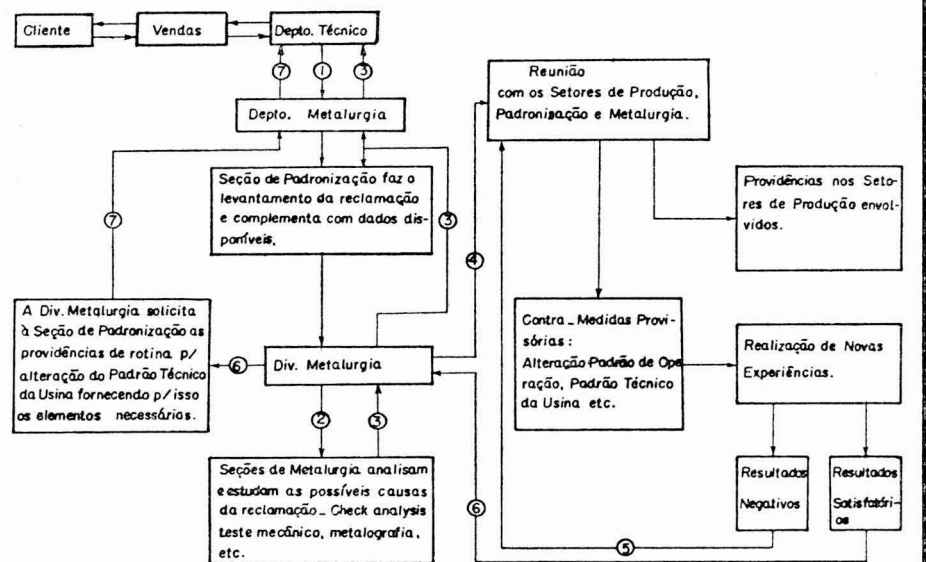 Cliente
Vendas
Depto. Técnico
7
1
3
Depto. Metalurgia
Seção de Padronização faz o
levantamento da reclamação
e complementa com dados dis-
poníveis,
7
3
4
A Div. Metalurgia solicita
à Seção de Padronização as
providências de rotina p/
alteração do Padrão Técnico
da Usina fornecendo p/ isso
os elementos necessários.
6
Div. Metalurgia
2
3
Seções de Metalurgia analisam
e estudam as possíveis causas
da reclamação - Check analysis
teste mecânico, metalografia,
etc.
Reunião
com os Setores de Produção,
Padronisação e Metalurgia.
Providências nos Seto-
res de Produção envol-
vidos.
Contra - Medidas Provi-
sórias :
Alteração Padrão de Ope
ração, Padrão Técnico
da Usina etc.
Realização de Novas
Experiências.
Resultados
Negativos
Resultados
Satisfatóri-
os
6
5